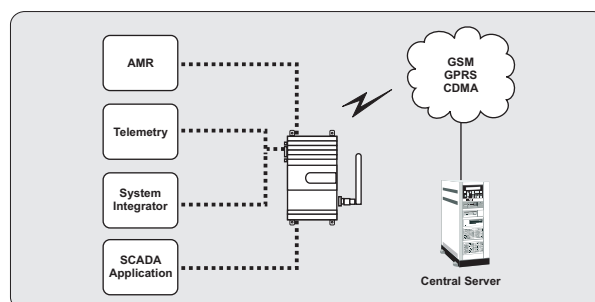 AMR
Telemetry
System
Integrator
SCADA
Application
GSM
GPRS
CDMA
Central Server